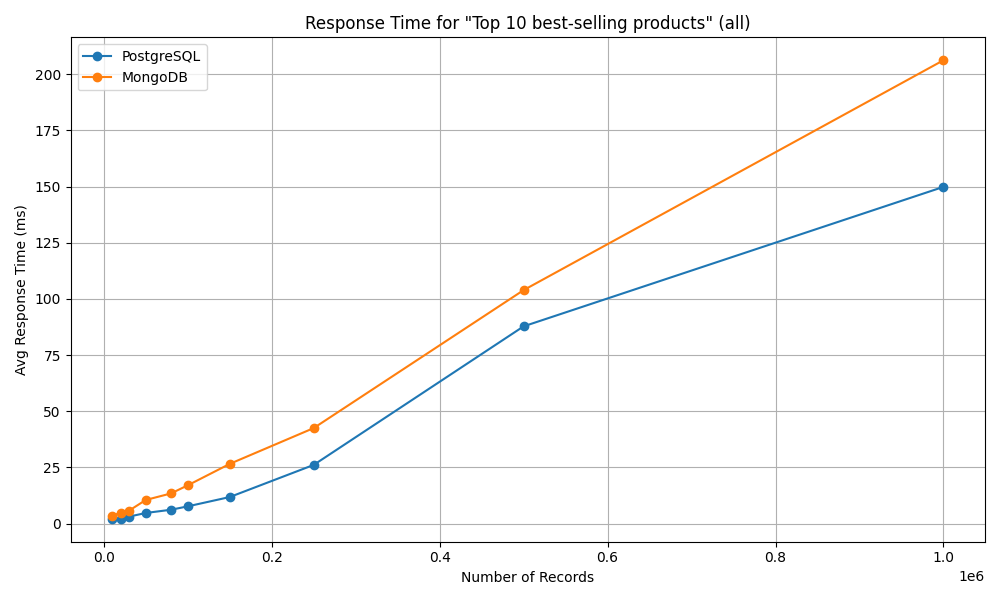 Response Time for "Top 10 best-selling products" (all)
PostgreSQL
MongoDB
Avg Response Time (ms)
200
175
150
125
100
75
50
25
0
0.0 0.2 0.4 0.6 0.8 1.0
1e6
Number of Records